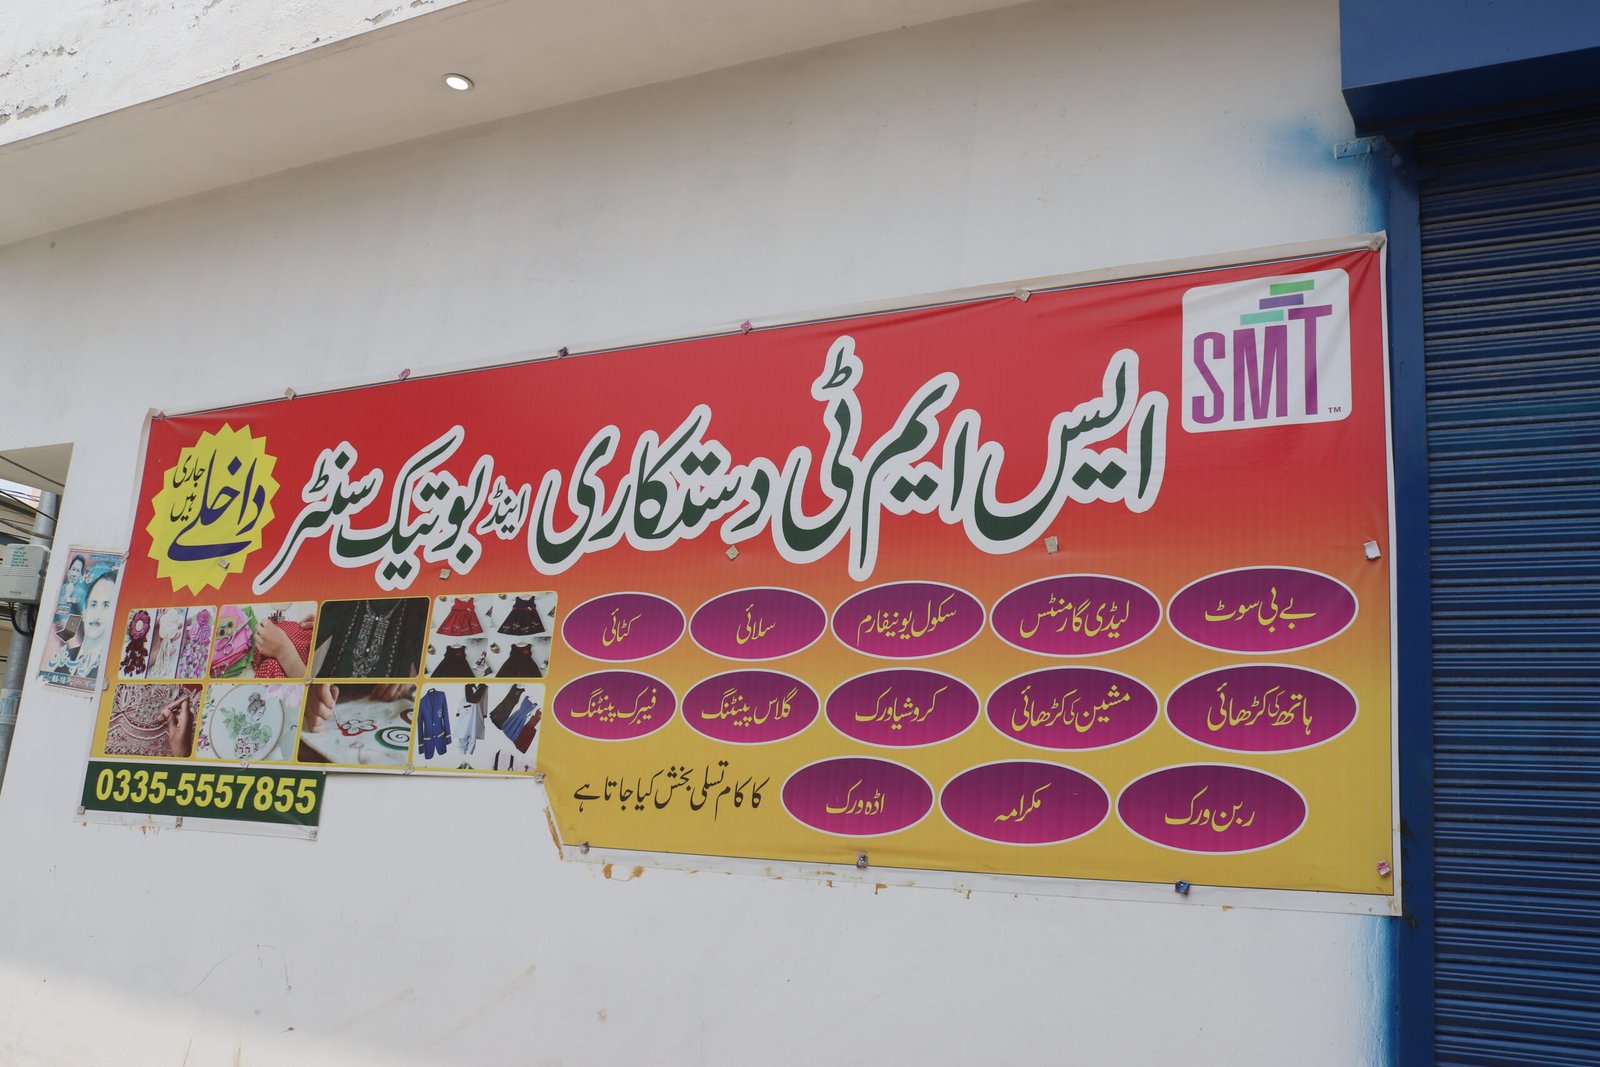 SMT
TM
ایس ایم ٹی دستکاری اینڈ بوتیک سنٹر
داخلے جاری ہیں
بے بی سوٹ
لیڈی گارمنٹس
سکول یونیفارم
سلائی
کٹائی
ہاتھ کی کڑھائی
مشین کی کڑھائی
کروشیا ورک
گلاس پینٹنگ
فیبرک پینٹنگ
ربن ورک
مکرامہ
اڈہ ورک
کا کام تسلی بخش کیا جاتا ہے
0335-5557855